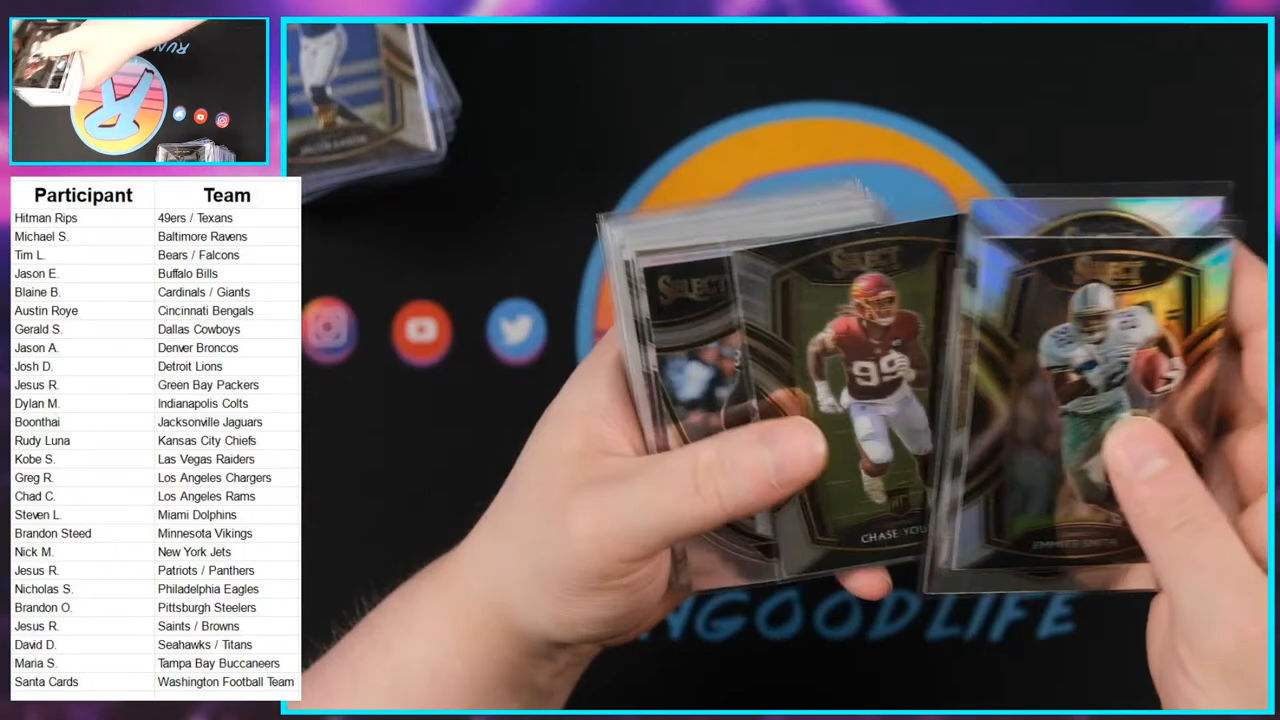 RUN
Participant Team
Hitman Rips 49ers / Texans
Michael S. Baltimore Ravens
Tim L. Bears / Falcons
Jason E. Buffalo Bills
Blaine B. Cardinals / Giants
Austin Roye Cincinnati Bengals
Gerald S. Dallas Cowboys
Jason A. Denver Broncos
Josh D. Detroit Lions
Jesus R. Green Bay Packers
Dylan M. Indianapolis Colts
Boonthai Jacksonville Jaguars
Rudy Luna Kansas City Chiefs
Kobe S. Las Vegas Raiders
Greg R. Los Angeles Chargers
Chad C. Los Angeles Rams
Steven L. Miami Dolphins
Brandon Steed Minnesota Vikings
Nick M. New York Jets
Jesus R. Patriots / Panthers
Nicholas S. Philadelphia Eagles
Brandon O. Pittsburgh Steelers
Jesus R. Saints / Browns
David D. Seahawks / Titans
Maria S. Tampa Bay Buccaneers
Santa Cards Washington Football Team
SELECT
SELECT
99
CHASE YOU
SELECT
EMMITT SMITH
NGOODLIFE